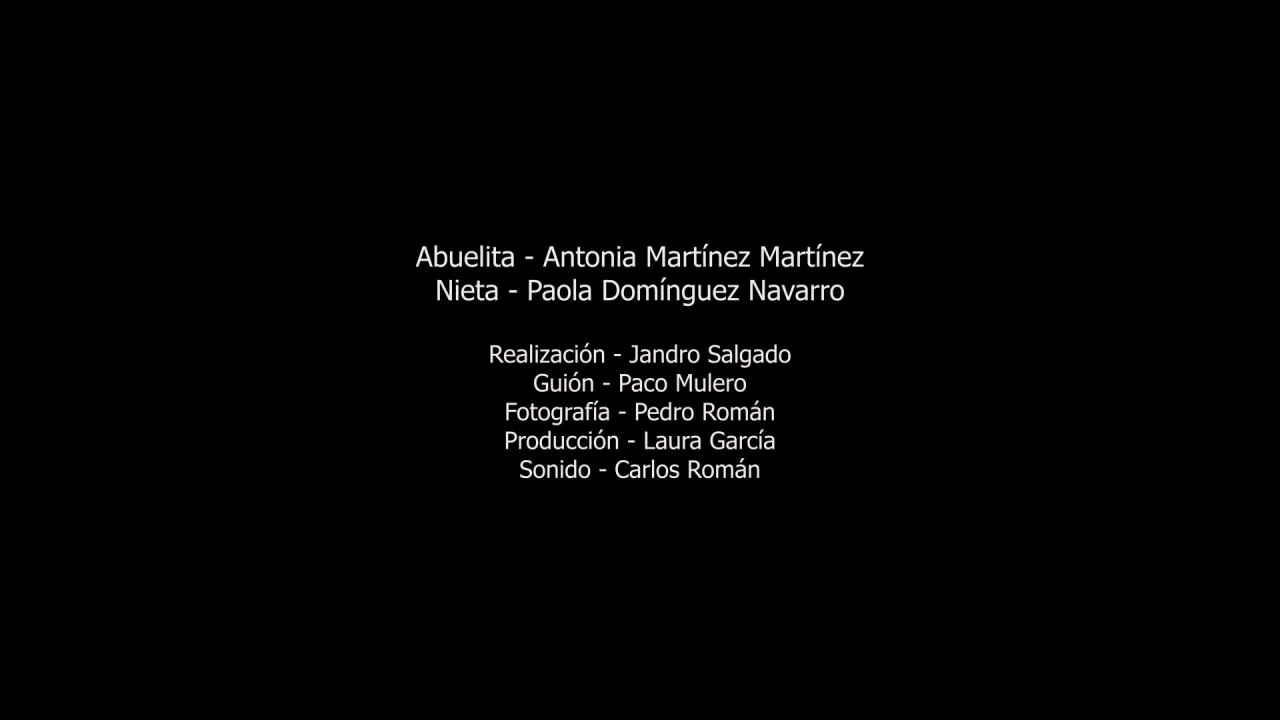 Abuelita - Antonia Martínez Martínez
Nieta - Paola Domínguez Navarro
Realización - Jandro Salgado
Guión - Paco Mulero
Fotografía - Pedro Román
Producción - Laura García
Sonido - Carlos Román